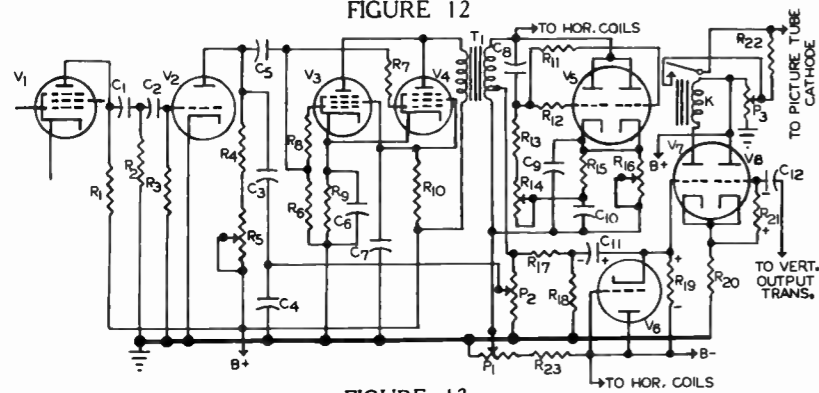 FIGURE 12
T1
TO HOR. COILS
C8
R11
R22
TO PICTURE TUBE CATHODE
V1
C1
C2
V2
C5
V3
R7
V4
V5
R12
K
P3
R2
R3
R4
R8
R13
C9
R15
R16
B+
V7
V8
C12
R1
C3
R6
R9
C6
R10
R14
C10
R21
R5
C7
R17
C11
TO VERT. OUTPUT TRANS.
C4
P2
R18
V6
R19
R20
B+
P1
R23
B-
TO HOR. COILS
FIGURE 13